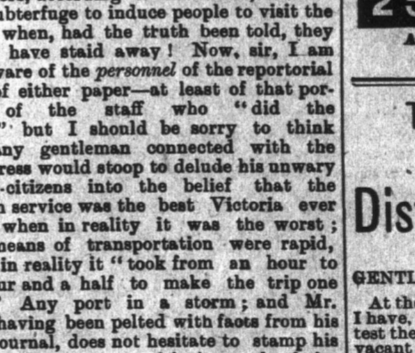 ubterfuge to induce people to visit the
when, had the truth been told, they
have staid away! Now, sir, I am
ware of the personnel of the reportorial
of either paper—at least of that por-
of the staff who "did the
" but I should be sorry to think
any gentleman connected with the
press would stoop to delude his unwary
-citizens into the belief that the
n service was the best Victoria ever
when in reality it was the worst;
means of transportation were rapid,
in reality it "took from an hour to
ur and a half to make the trip one
Any port in a storm; and Mr.
having been pelted with facts from his
journal, does not hesitate to stamp his
Dis
GENTL
At the
I have,
test the
vacant